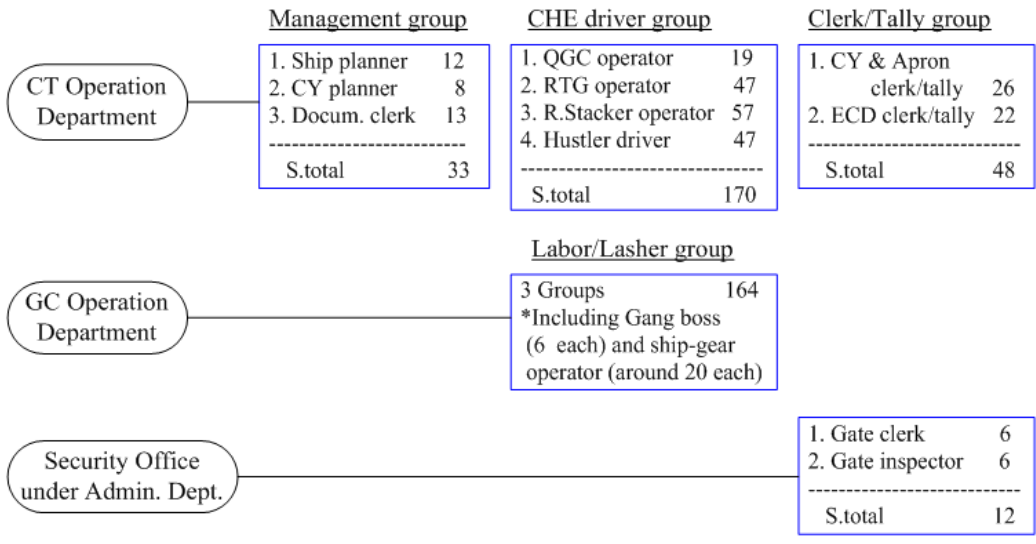 Management group
CHE driver group
Clerk/Tally group
CT Operation
Department
1. Ship planner 12
2. CY planner 8
3. Docum. clerk 13
--------------------------
S.total 33
1. QGC operator 19
2. RTG operator 47
3. R.Stacker operator 57
4. Hustler driver 47
--------------------------------
S.total 170
1. CY & Apron
clerk/tally 26
2. ECD clerk/tally 22
----------------------------
S.total 48
Labor/Lasher group
GC Operation
Department
3 Groups 164
*Including Gang boss
(6 each) and ship-gear
operator (around 20 each)
Security Office
under Admin. Dept.
1. Gate clerk 6
2. Gate inspector 6
----------------------------
S.total 12